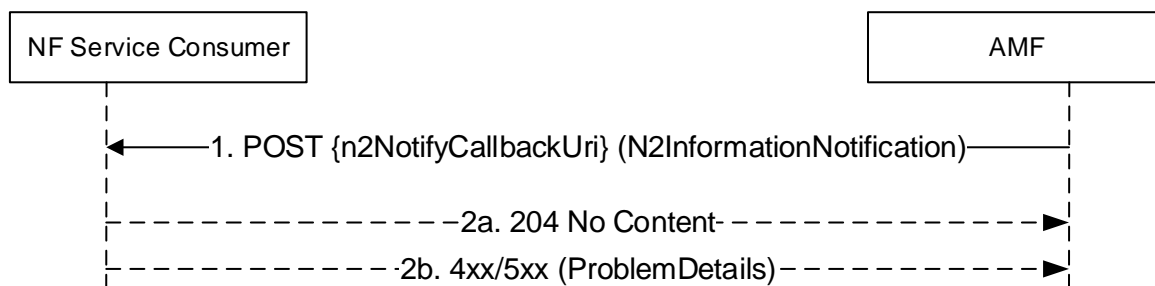 NF Service Consumer
AMF
1. POST {n2NotifyCallbackUri} (N2InformationNotification)
2a. 204 No Content
2b. 4xx/5xx (ProblemDetails)